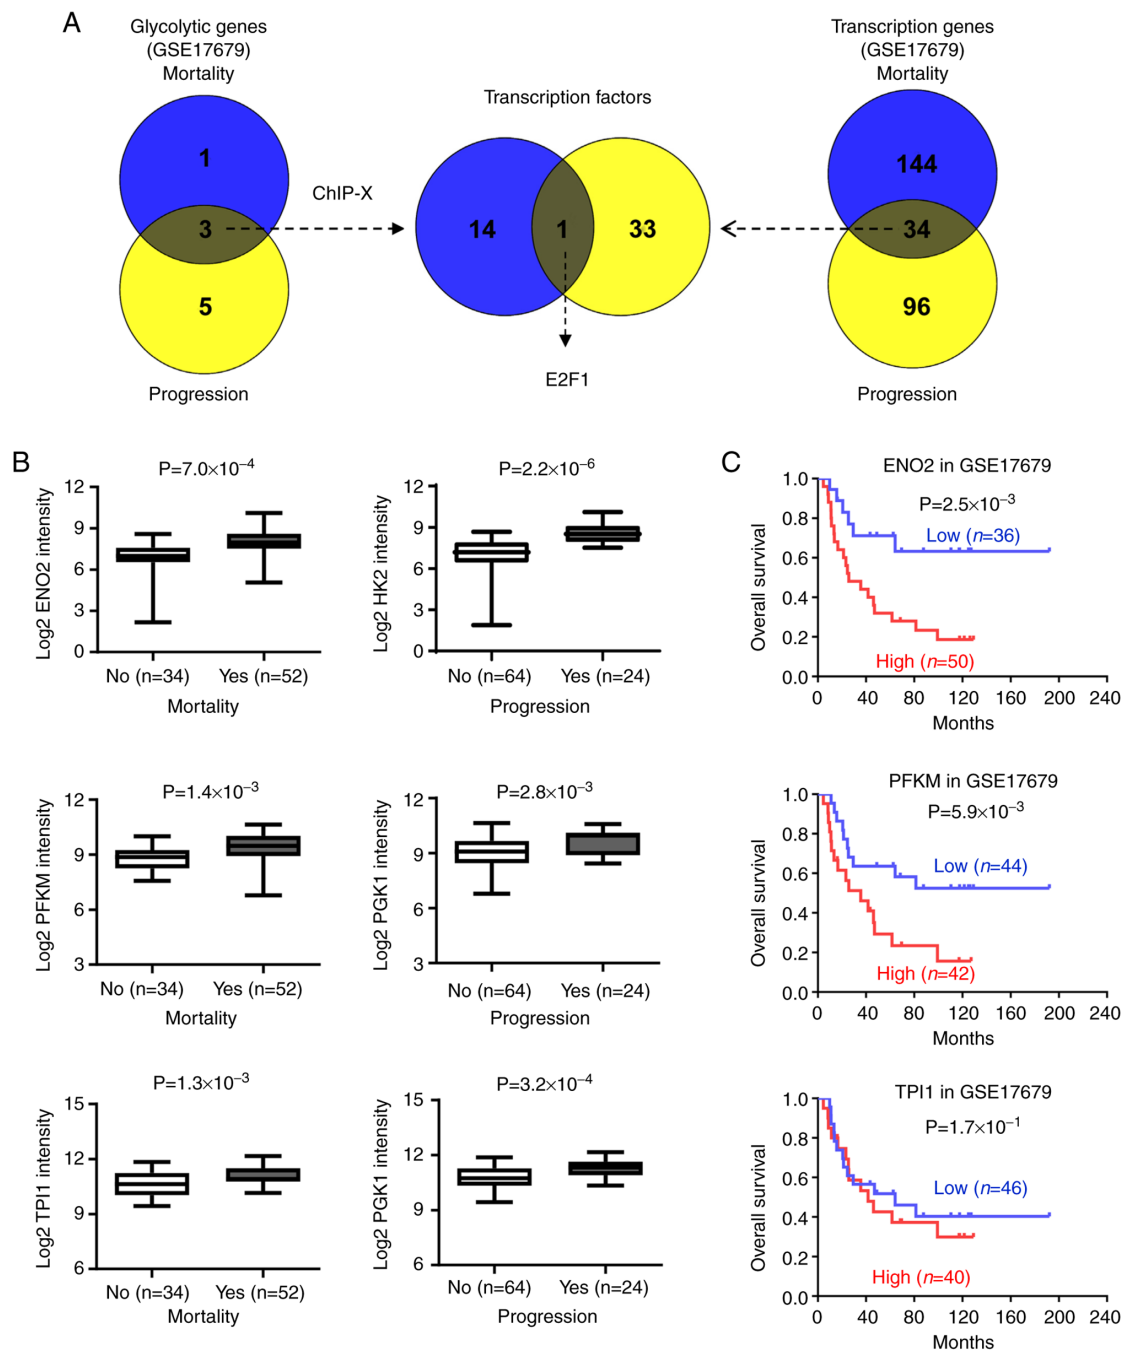 A
Glycolytic genes
(GSE17679)
Mortality
1
3
5
Progression
ChIP-X
Transcription factors
14
1
33
E2F1
Transcription genes
(GSE17679)
Mortality
144
34
96
Progression
B
P=7.0×10–4
Log2 ENO2 intensity
12
9
6
3
0
No (n=34)
Yes (n=52)
Mortality
P=2.2×10–6
Log2 HK2 intensity
12
9
6
3
0
No (n=64)
Yes (n=24)
Progression
P=1.4×10–3
Log2 PFKM intensity
12
9
6
3
No (n=34)
Yes (n=52)
Mortality
P=2.8×10–3
Log2 PGK1 intensity
12
9
6
3
No (n=64)
Yes (n=24)
Progression
P=1.3×10–3
Log2 TPI1 intensity
15
12
9
6
No (n=34)
Yes (n=52)
Mortality
P=3.2×10–4
Log2 PGK1 intensity
15
12
9
6
No (n=64)
Yes (n=24)
Progression
C
ENO2 in GSE17679
P=2.5×10–3
Low (n=36)
High (n=50)
Overall survival
1.0
0.8
0.6
0.4
0.2
0.0
0 40 80 120 160 200 240
Months
PFKM in GSE17679
P=5.9×10–3
Low (n=44)
High (n=42)
Overall survival
1.0
0.8
0.6
0.4
0.2
0.0
0 40 80 120 160 200 240
Months
TPI1 in GSE17679
P=1.7×10–1
Low (n=46)
High (n=40)
Overall survival
1.0
0.8
0.6
0.4
0.2
0.0
0 40 80 120 160 200 240
Months